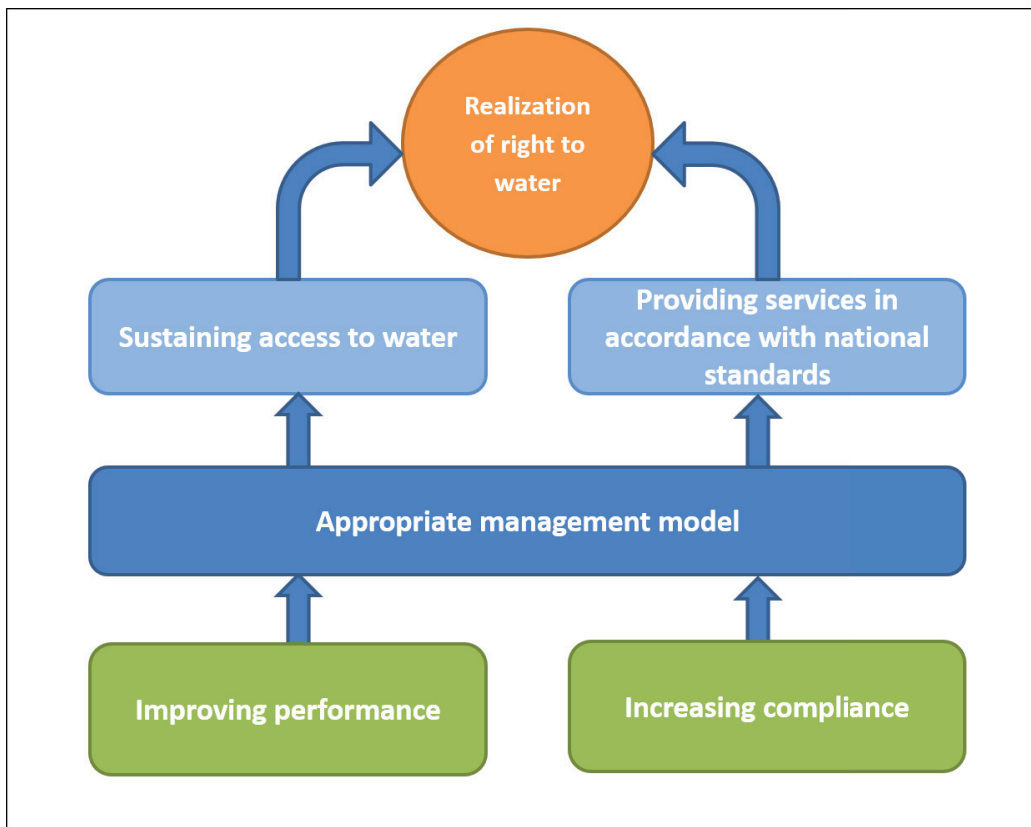 Realization
of right to
water
Sustaining access to water
Providing services in
accordance with national
standards
Appropriate management model
Improving performance
Increasing compliance